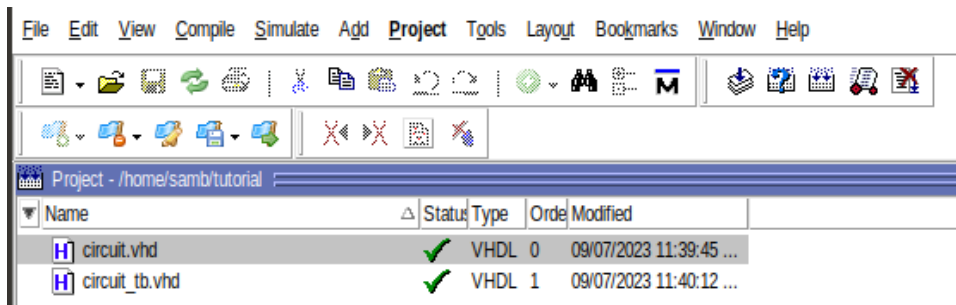 File Edit View Compile Simulate Add Project Tools Layout Bookmarks Window Help
M
Project - /home/samb/tutorial
Name Status Type Orde Modified
H circuit.vhd VHDL 0 09/07/2023 11:39:45 ...
H circuit_tb.vhd VHDL 1 09/07/2023 11:40:12 ...